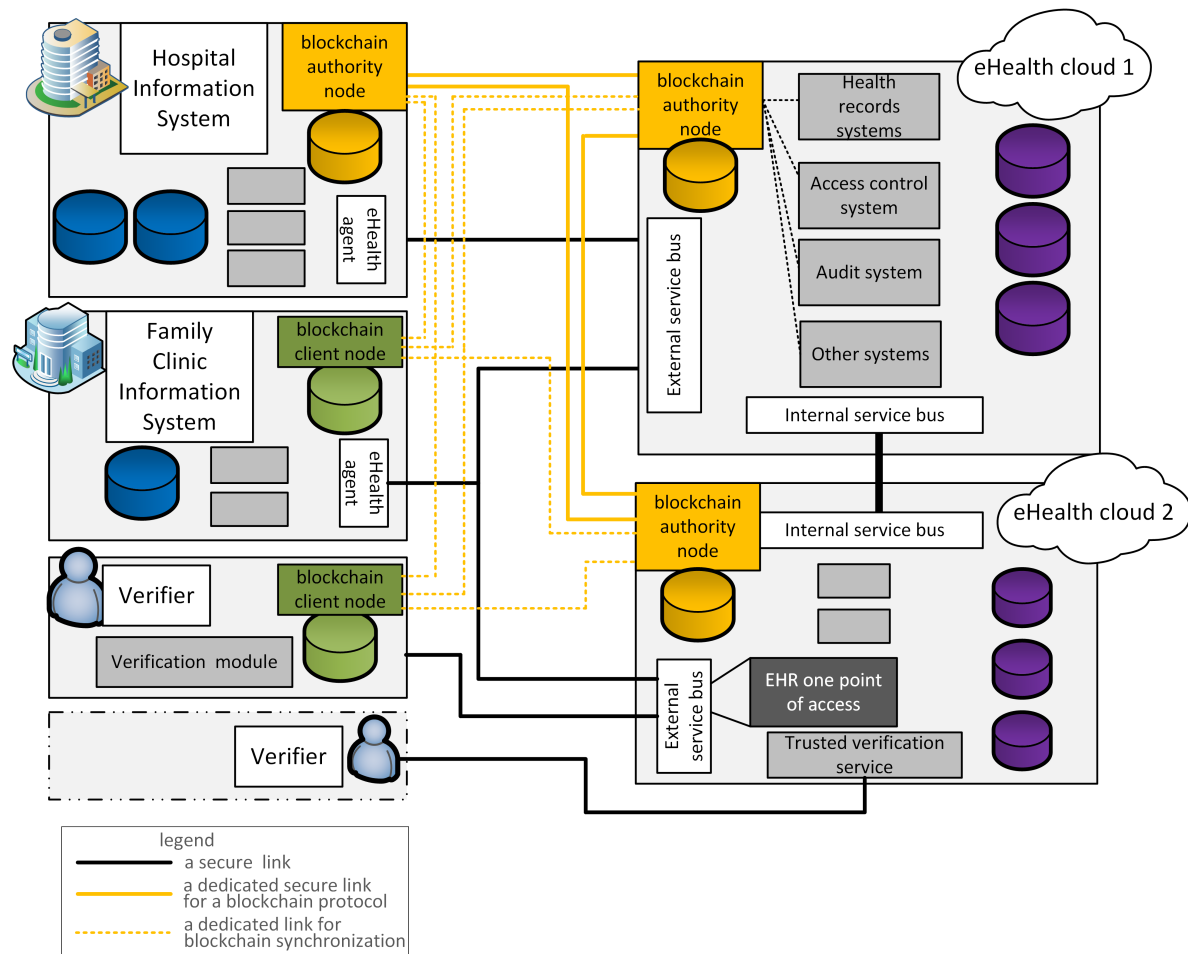 Hospital
Information
System
blockchain
authority
node
eHealth
agent
Family
Clinic
Information
System
blockchain
client node
eHealth
agent
Verifier
blockchain
client node
Verification module
Verifier
eHealth cloud 1
blockchain
authority
node
Health
records
systems
Access control
system
Audit system
Other systems
External service bus
Internal service bus
eHealth cloud 2
blockchain
authority
node
Internal service bus
External
service bus
EHR one point
of access
Trusted verification
service
legend
a secure link
a dedicated secure link
for a blockchain protocol
a dedicated link for
blockchain synchronization